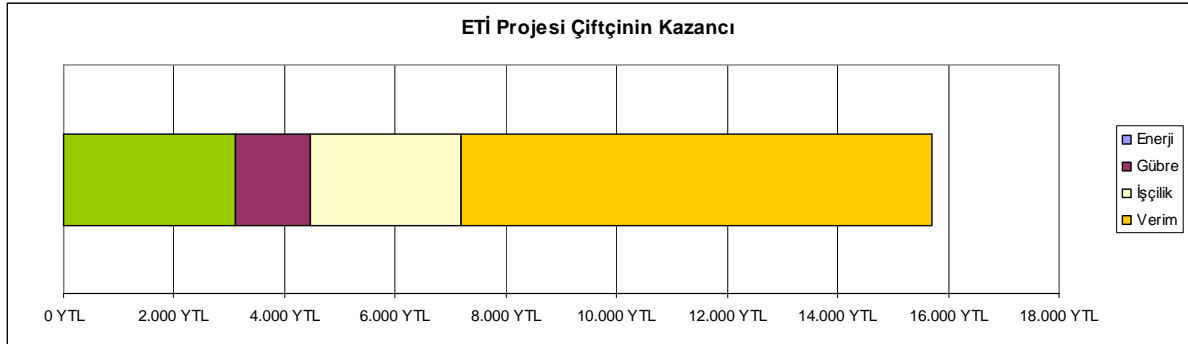 ETİ Projesi Çiftçinin Kazancı
0 YTL 2.000 YTL 4.000 YTL 6.000 YTL 8.000 YTL 10.000 YTL 12.000 YTL 14.000 YTL 16.000 YTL 18.000 YTL
Enerji
Gübre
İşçilik
Verim